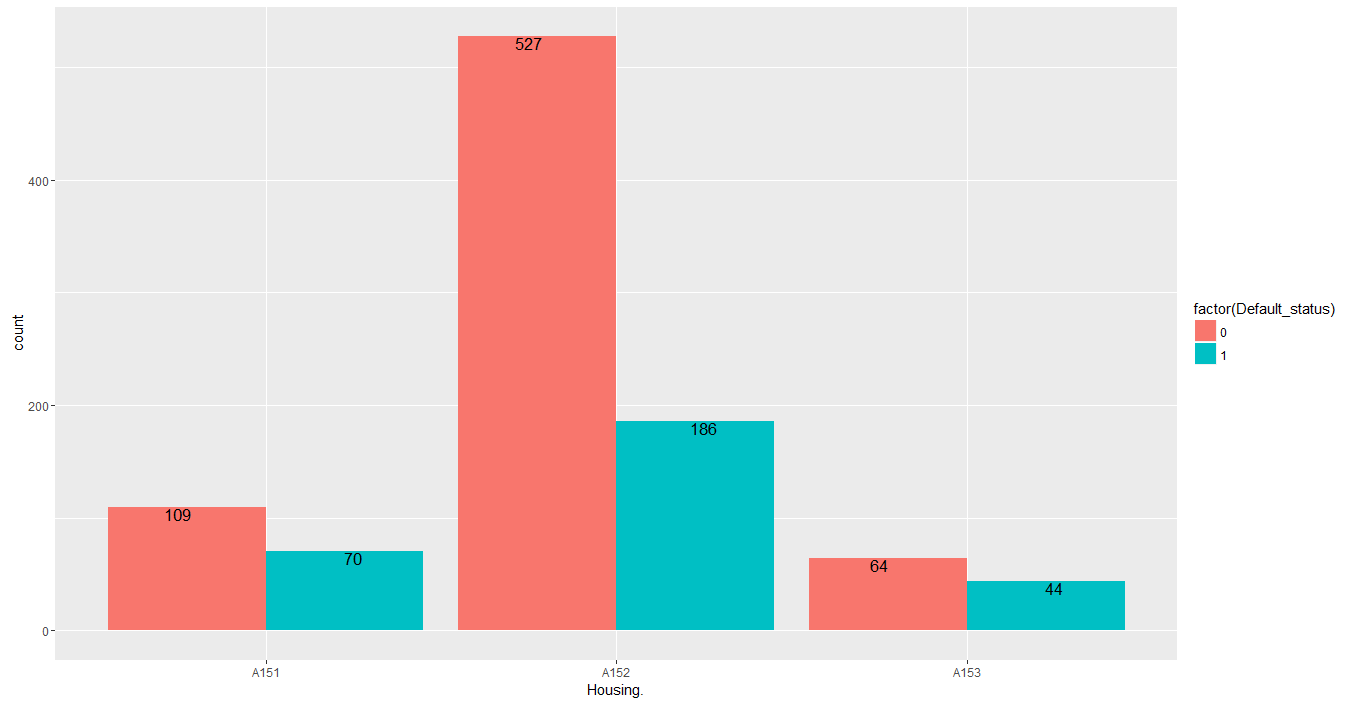 527
400
count
factor(Default_status)
0
1
200
186
109
70
64
44
0
A151
A152
A153
Housing.